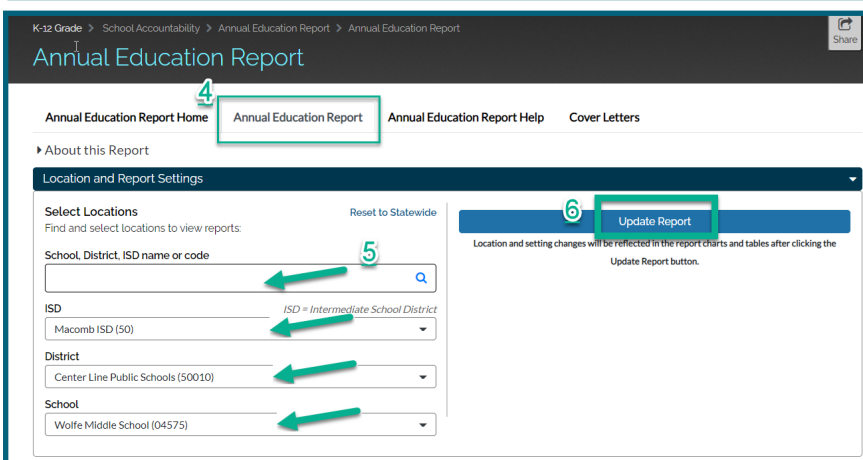 K-12 Grade > School Accountability > Annual Education Report > Annual Education Report
Share
Annual Education Report
4
Annual Education Report Home Annual Education Report Annual Education Report Help Cover Letters
About this Report
Location and Report Settings
Select Locations Reset to Statewide
Find and select locations to view reports:
School, District, ISD name or code
5
ISD ISD = Intermediate School District
Macomb ISD (50)
District
Center Line Public Schools (50010)
School
Wolfe Middle School (04575)
6
Update Report
Location and setting changes will be reflected in the report charts and tables after clicking the
Update Report button.